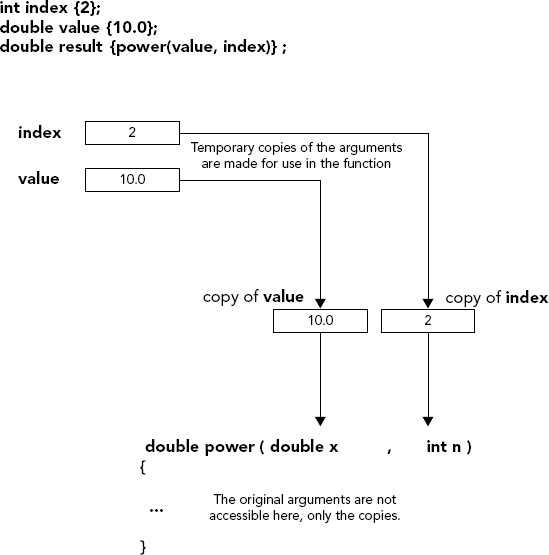 int index {2};
double value {10.0};
double result {power(value, index)} ;
index
2
Temporary copies of the arguments
are made for use in the function
value
10.0
copy of value
copy of index
10.0
2
double power ( double x , int n )
{
... The original arguments are not
accessible here, only the copies.
}